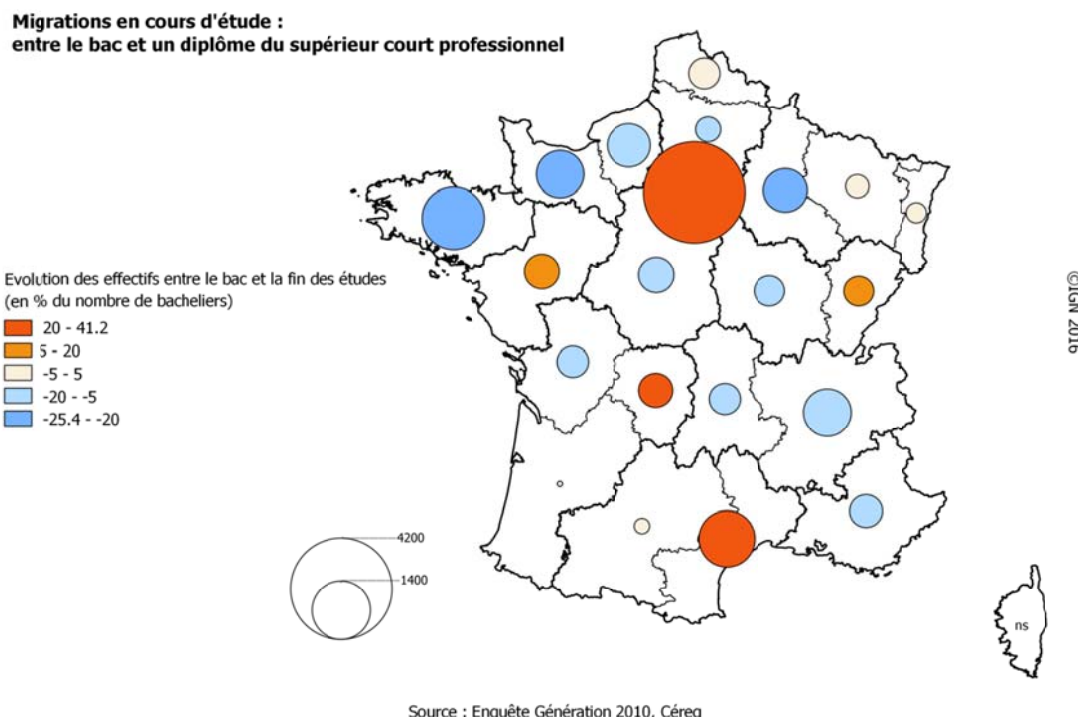 Migrations en cours d'étude :
entre le bac et un diplôme du supérieur court professionnel
Evolution des effectifs entre le bac et la fin des études
(en % du nombre de bacheliers)
20 - 41.2
5 - 20
-5 - 5
-20 - -5
-25.4 - -20
4200
1400
©IGN 2016
ns
Source : Enquête Génération 2010, Céreq